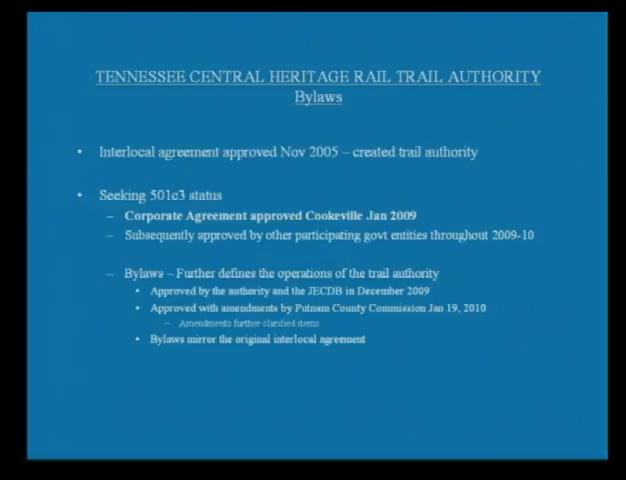 TENNESSEE CENTRAL HERITAGE RAIL TRAIL AUTHORITY
Bylaws
• Interlocal agreement approved Nov 2005 – created trail authority
• Seeking 501c3 status
– Corporate Agreement approved Cookeville Jan 2009
– Subsequently approved by other participating govt entities throughout 2009-10
– Bylaws – Further defines the operations of the trail authority
• Approved by the authority and the JECDB in December 2009
• Approved with amendments by Putnam County Commission Jan 19, 2010
– Amendments further clarified items
• Bylaws mirror the original interlocal agreement